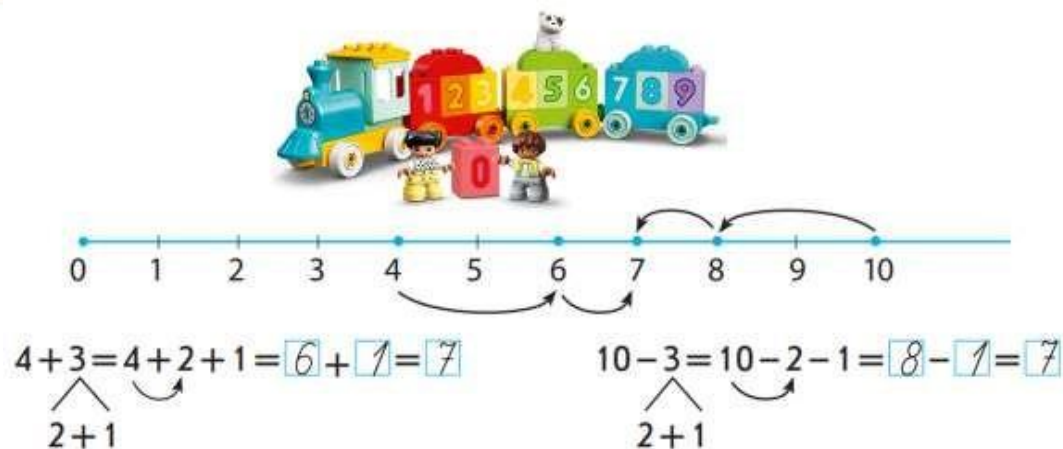 1 2 3 4 5 6 7 8 9
0
0 1 2 3 4 5 6 7 8 9 10
4 + 3 = 4 + 2 + 1 = 6 + 1 = 7
2 + 1
10 - 3 = 10 - 2 - 1 = 8 - 1 = 7
2 + 1